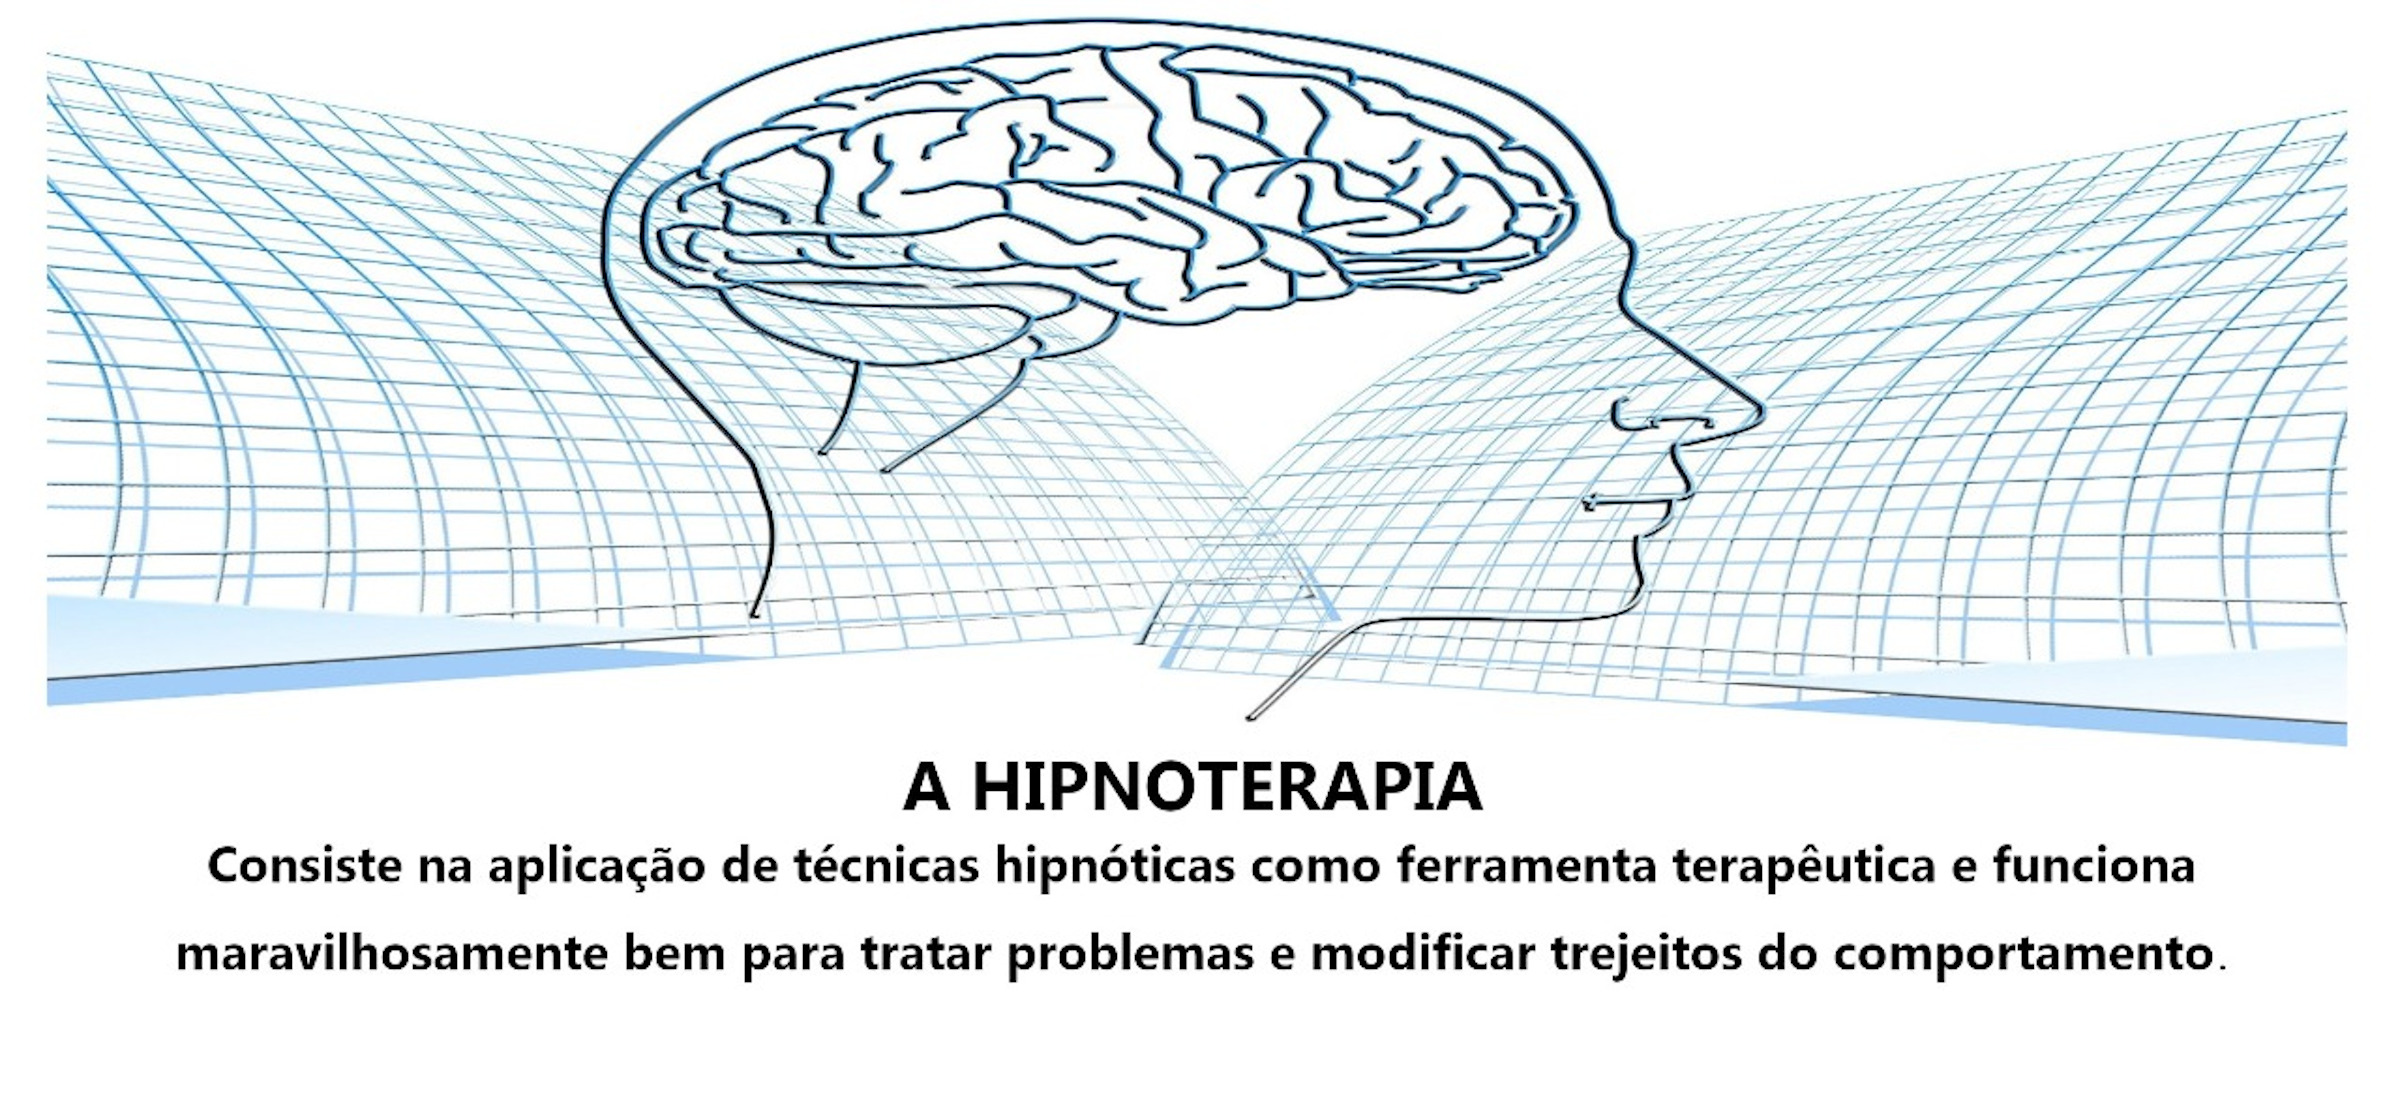 A HIPNOTERAPIA
Consiste na aplicação de técnicas hipnóticas como ferramenta terapêutica e funciona
maravilhosamente bem para tratar problemas e modificar trejeitos do comportamento.